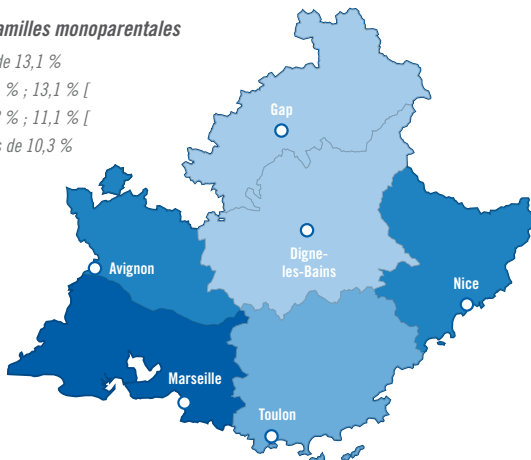 amilles monoparentales
de 13,1 %
% ; 13,1 % [
% ; 11,1 % [
s de 10,3 %
Gap
Digne-
les-Bains
Avignon
Nice
Marseille
Toulon